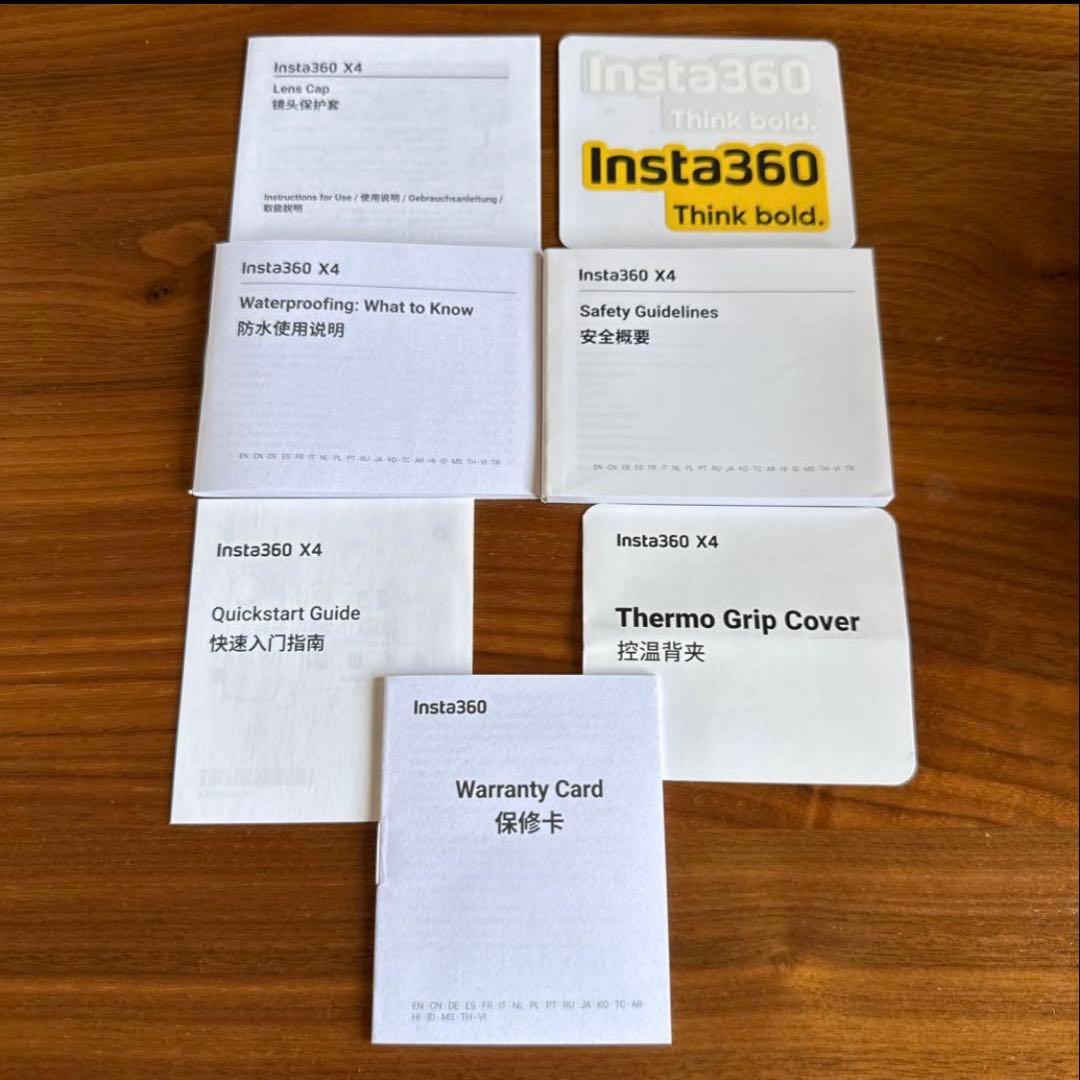 Insta360 X4
Lens Cap
镜头保护套
Instructions for Use / 使用说明 / Gebrauchsanleitung /
取扱説明
Insta360
Think bold.
Insta360
Think bold.
Insta360 X4
Waterproofing: What to Know
防水使用说明
EN · CN · DE · ES · FR · IT · NL · PL · PT · RU · JA · KO · TC · AR · HI · ID · MS · TH · VI · TR
Insta360 X4
Safety Guidelines
安全概要
EN · CN · DE · ES · FR · IT · NL · PL · PT · RU · JA · KO · TC · AR · HI · ID · MS · TH · VI · TR
Insta360 X4
Quickstart Guide
快速入门指南
Insta360 X4
Thermo Grip Cover
控温背夹
Insta360
Warranty Card
保修卡
EN · CN · DE · ES · FR · IT · NL · PL · PT · RU · JA · KO · TC · AR ·
HI · ID · MS · TH · VI